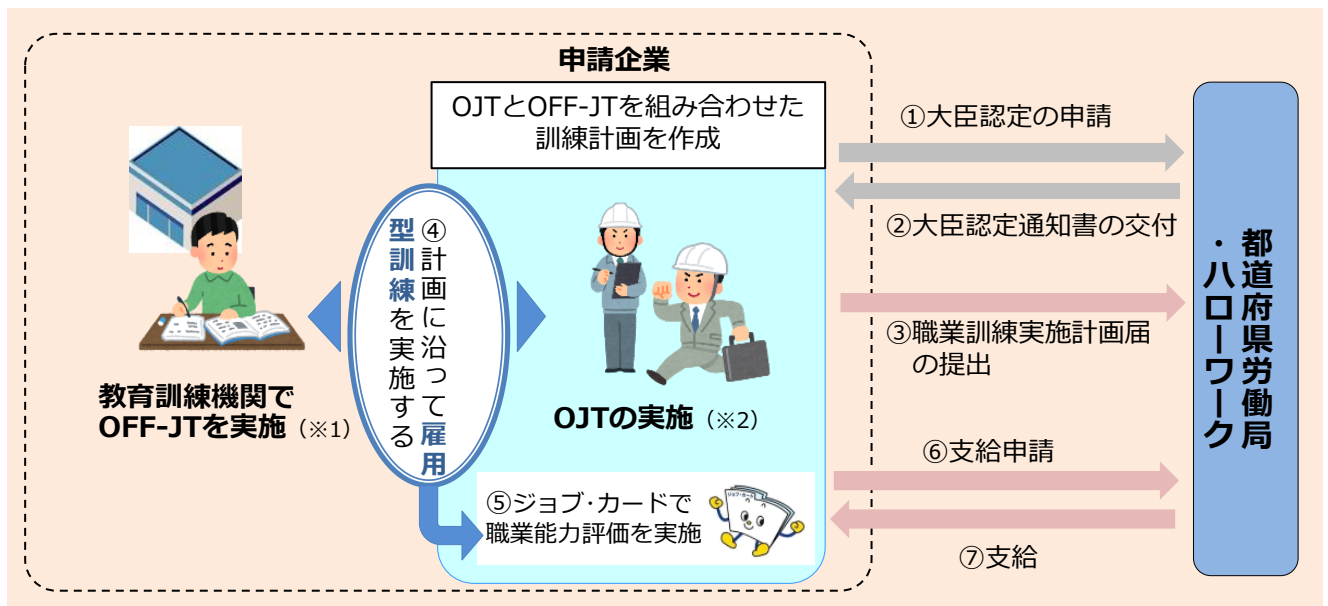 申請企業
OJTとOFF-JTを組み合わせた
訓練計画を作成
①大臣認定の申請
②大臣認定通知書の交付
③職業訓練実施計画届
の提出
④計画に沿って雇用
型訓練を実施する
教育訓練機関で
OFF-JTを実施（※1）
OJTの実施（※2）
⑤ジョブ・カードで
職業能力評価を実施
ジョブ・カード
⑥支給申請
⑦支給
都道府県労働局
・ハローワーク